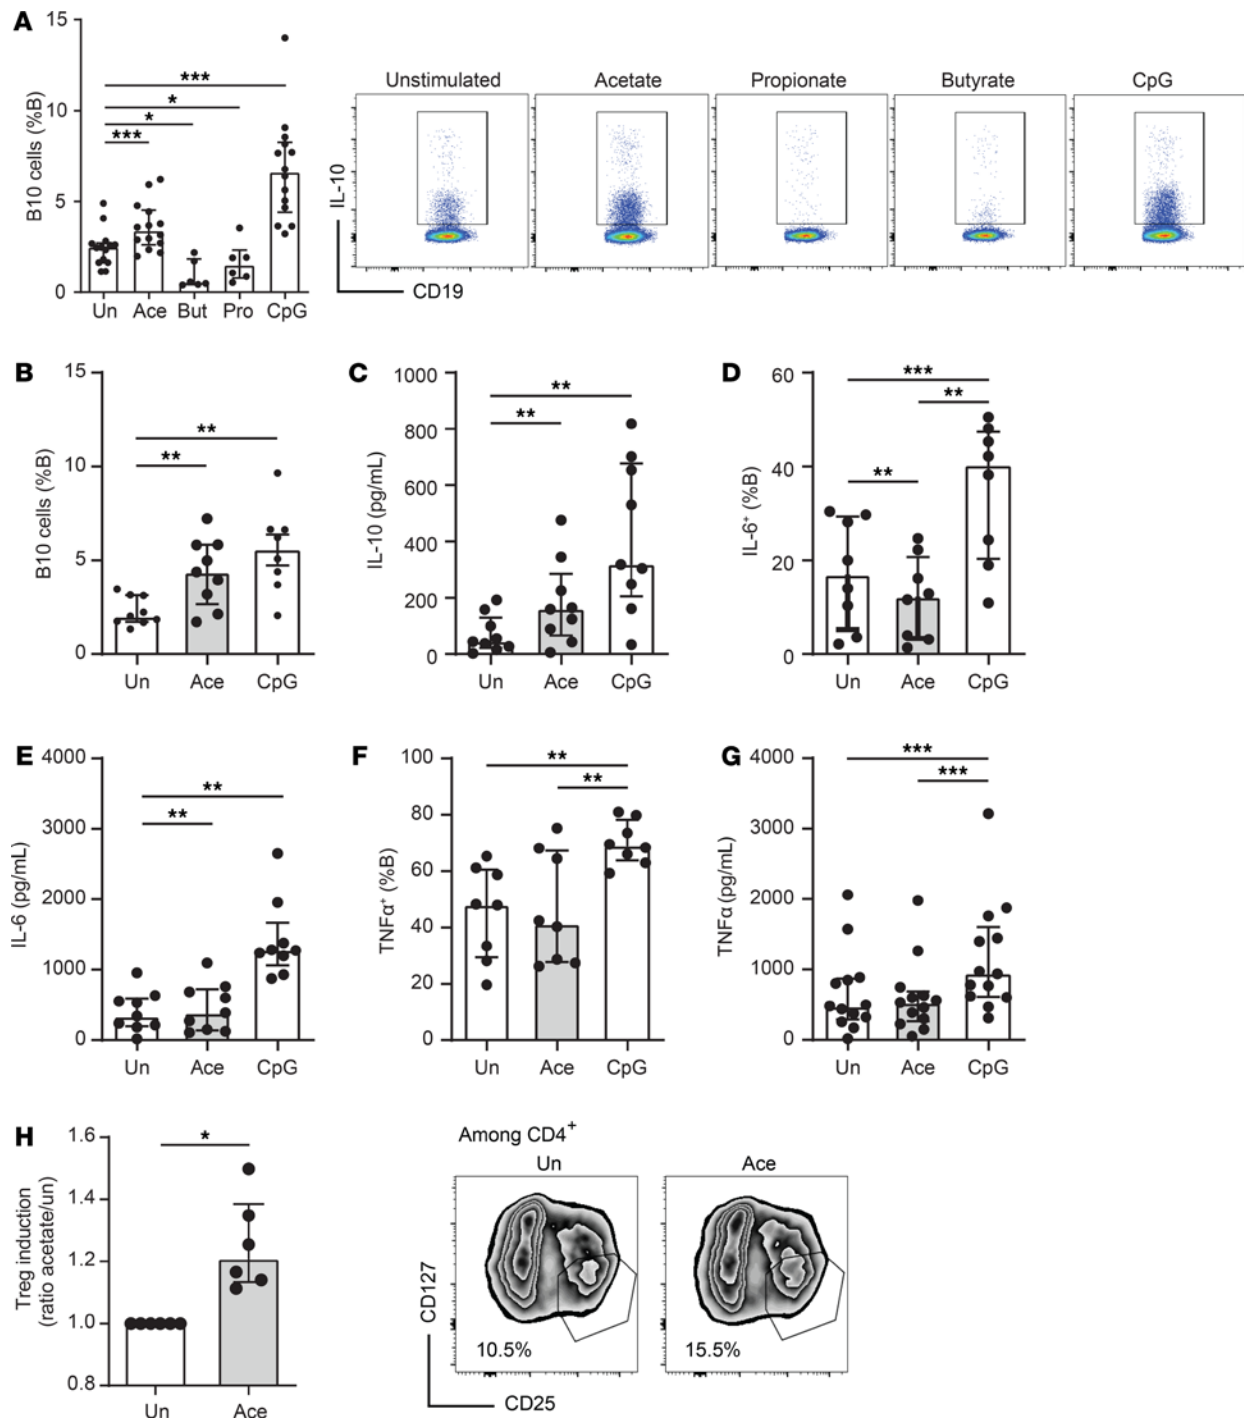 A
15
10
5
0
B10 cells (%B)
***
*
*
***
Un Ace But Pro CpG
Unstimulated Acetate Propionate Butyrate CpG
IL-10
CD19
B
15
10
5
0
B10 cells (%B)
**
**
Un Ace CpG
C
1000
800
600
400
200
0
IL-10 (pg/mL)
**
**
Un Ace CpG
D
60
40
20
0
IL-6⁺ (%B)
***
**
**
Un Ace CpG
E
4000
3000
2000
1000
0
IL-6 (pg/mL)
**
**
Un Ace CpG
F
100
80
60
40
20
0
TNFα⁺ (%B)
**
**
Un Ace CpG
G
4000
3000
2000
1000
0
TNFα (pg/mL)
***
***
Un Ace CpG
H
1.6
1.4
1.2
1.0
0.8
Treg induction
(ratio acetate/un)
*
Un Ace
Among CD4⁺
Un Ace
CD127
10.5% 15.5%
CD25